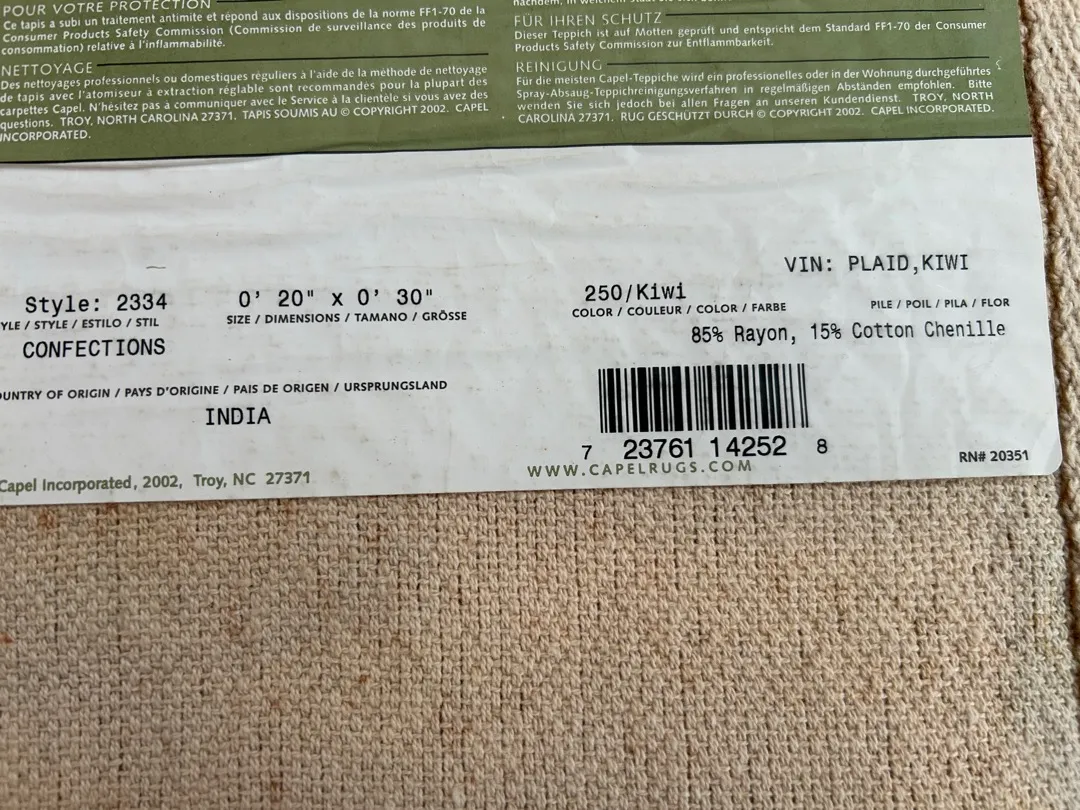 POUR VOTRE PROTECTION
Ce tapis a subi un traitement antimite et répond aux dispositions de la norme FF1-70 de la
Consumer Products Safety Commission (Commission de surveillance des produits de
consommation) relative à l'inflammabilité.
NETTOYAGE
Des nettoyages professionnels ou domestiques réguliers à l'aide de la méthode de nettoyage
de tapis avec l'atomiseur à extraction réglable sont recommandés pour la plupart des
carpettes Capel. N'hésitez pas à communiquer avec le Service à la clientèle si vous avez des
questions. TROY, NORTH CAROLINA 27371. TAPIS SOUMIS AU © COPYRIGHT 2002. CAPEL
INCORPORATED.
FÜR IHREN SCHUTZ
Dieser Teppich ist auf Motten geprüft und entspricht dem Standard FF1-70 der Consumer
Products Safety Commission zur Entflammbarkeit.
REINIGUNG
Für die meisten Capel-Teppiche wird ein professionelles oder in der Wohnung durchgeführtes
Spray-Absaug-Teppichreinigungsverfahren in regelmäßigen Abständen empfohlen. Bitte
wenden Sie sich jedoch bei allen Fragen an unseren Kundendienst. TROY, NORTH
CAROLINA 27371. RUG GESCHÜTZT DURCH © COPYRIGHT 2002. CAPEL INCORPORATED.
VIN: PLAID,KIWI
Style: 2334 0' 20" x 0' 30" 250/Kiwi
YLE / STYLE / ESTILO / STIL SIZE / DIMENSIONS / TAMANO / GRÖSSE COLOR / COULEUR / COLOR / FARBE PILE / POIL / PILA / FLOR
CONFECTIONS 85% Rayon, 15% Cotton Chenille
OUNTRY OF ORIGIN / PAYS D'ORIGINE / PAIS DE ORIGEN / URSPRUNGSLAND
INDIA
7 23761 14252 8
WWW.CAPELRUGS.COM
RN# 20351
Capel Incorporated, 2002, Troy, NC 27371